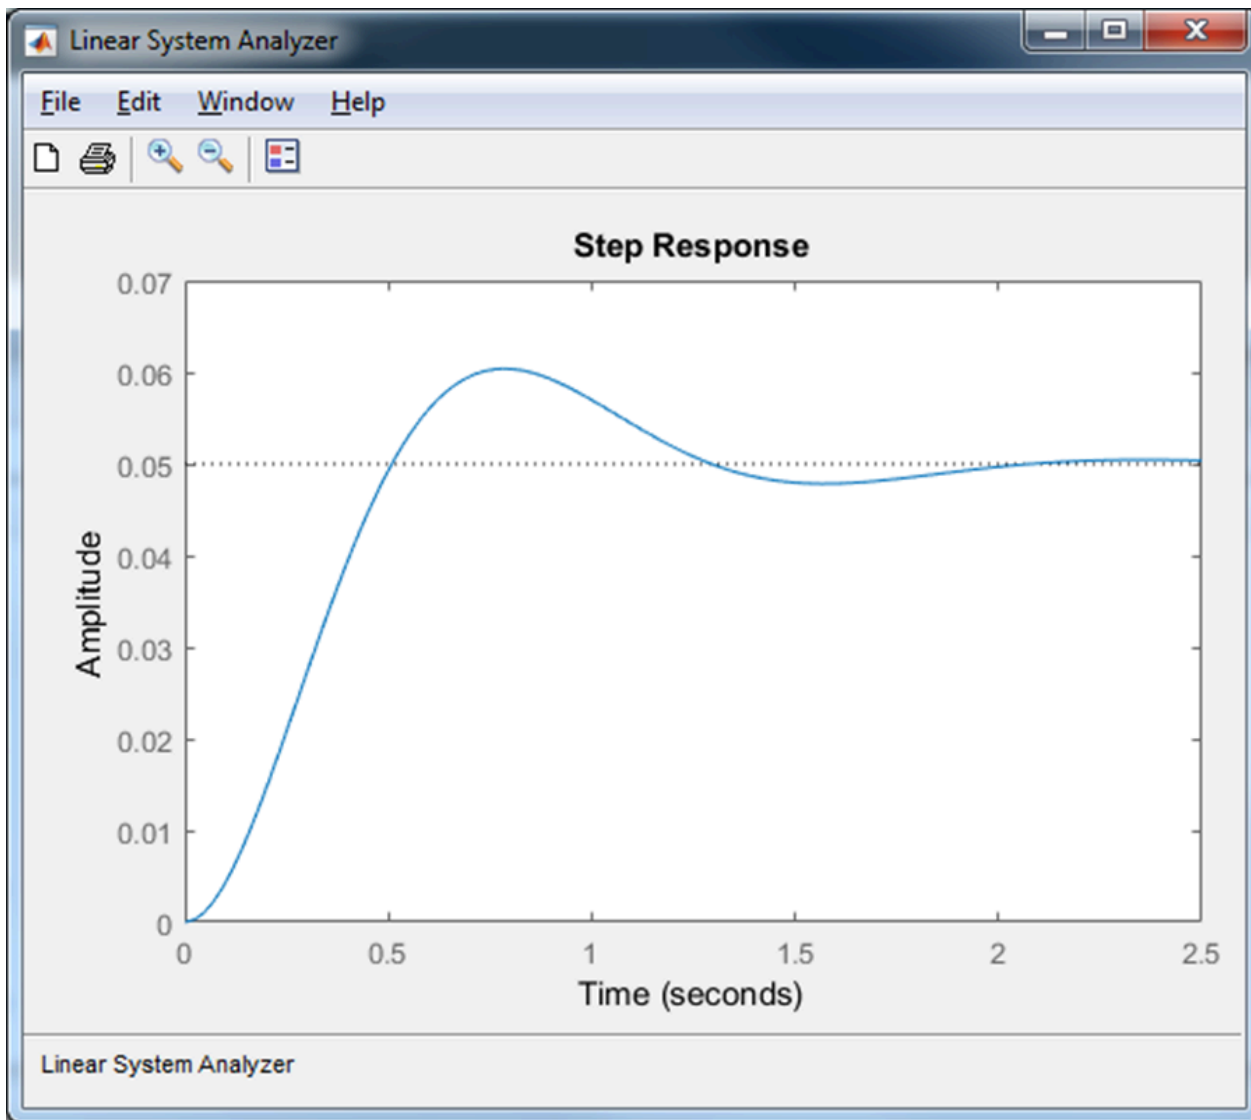 Linear System Analyzer
File Edit Window Help
Step Response
0.07
0.06
0.05
0.04
0.03
0.02
0.01
0
Amplitude
0 0.5 1 1.5 2 2.5
Time (seconds)
Linear System Analyzer